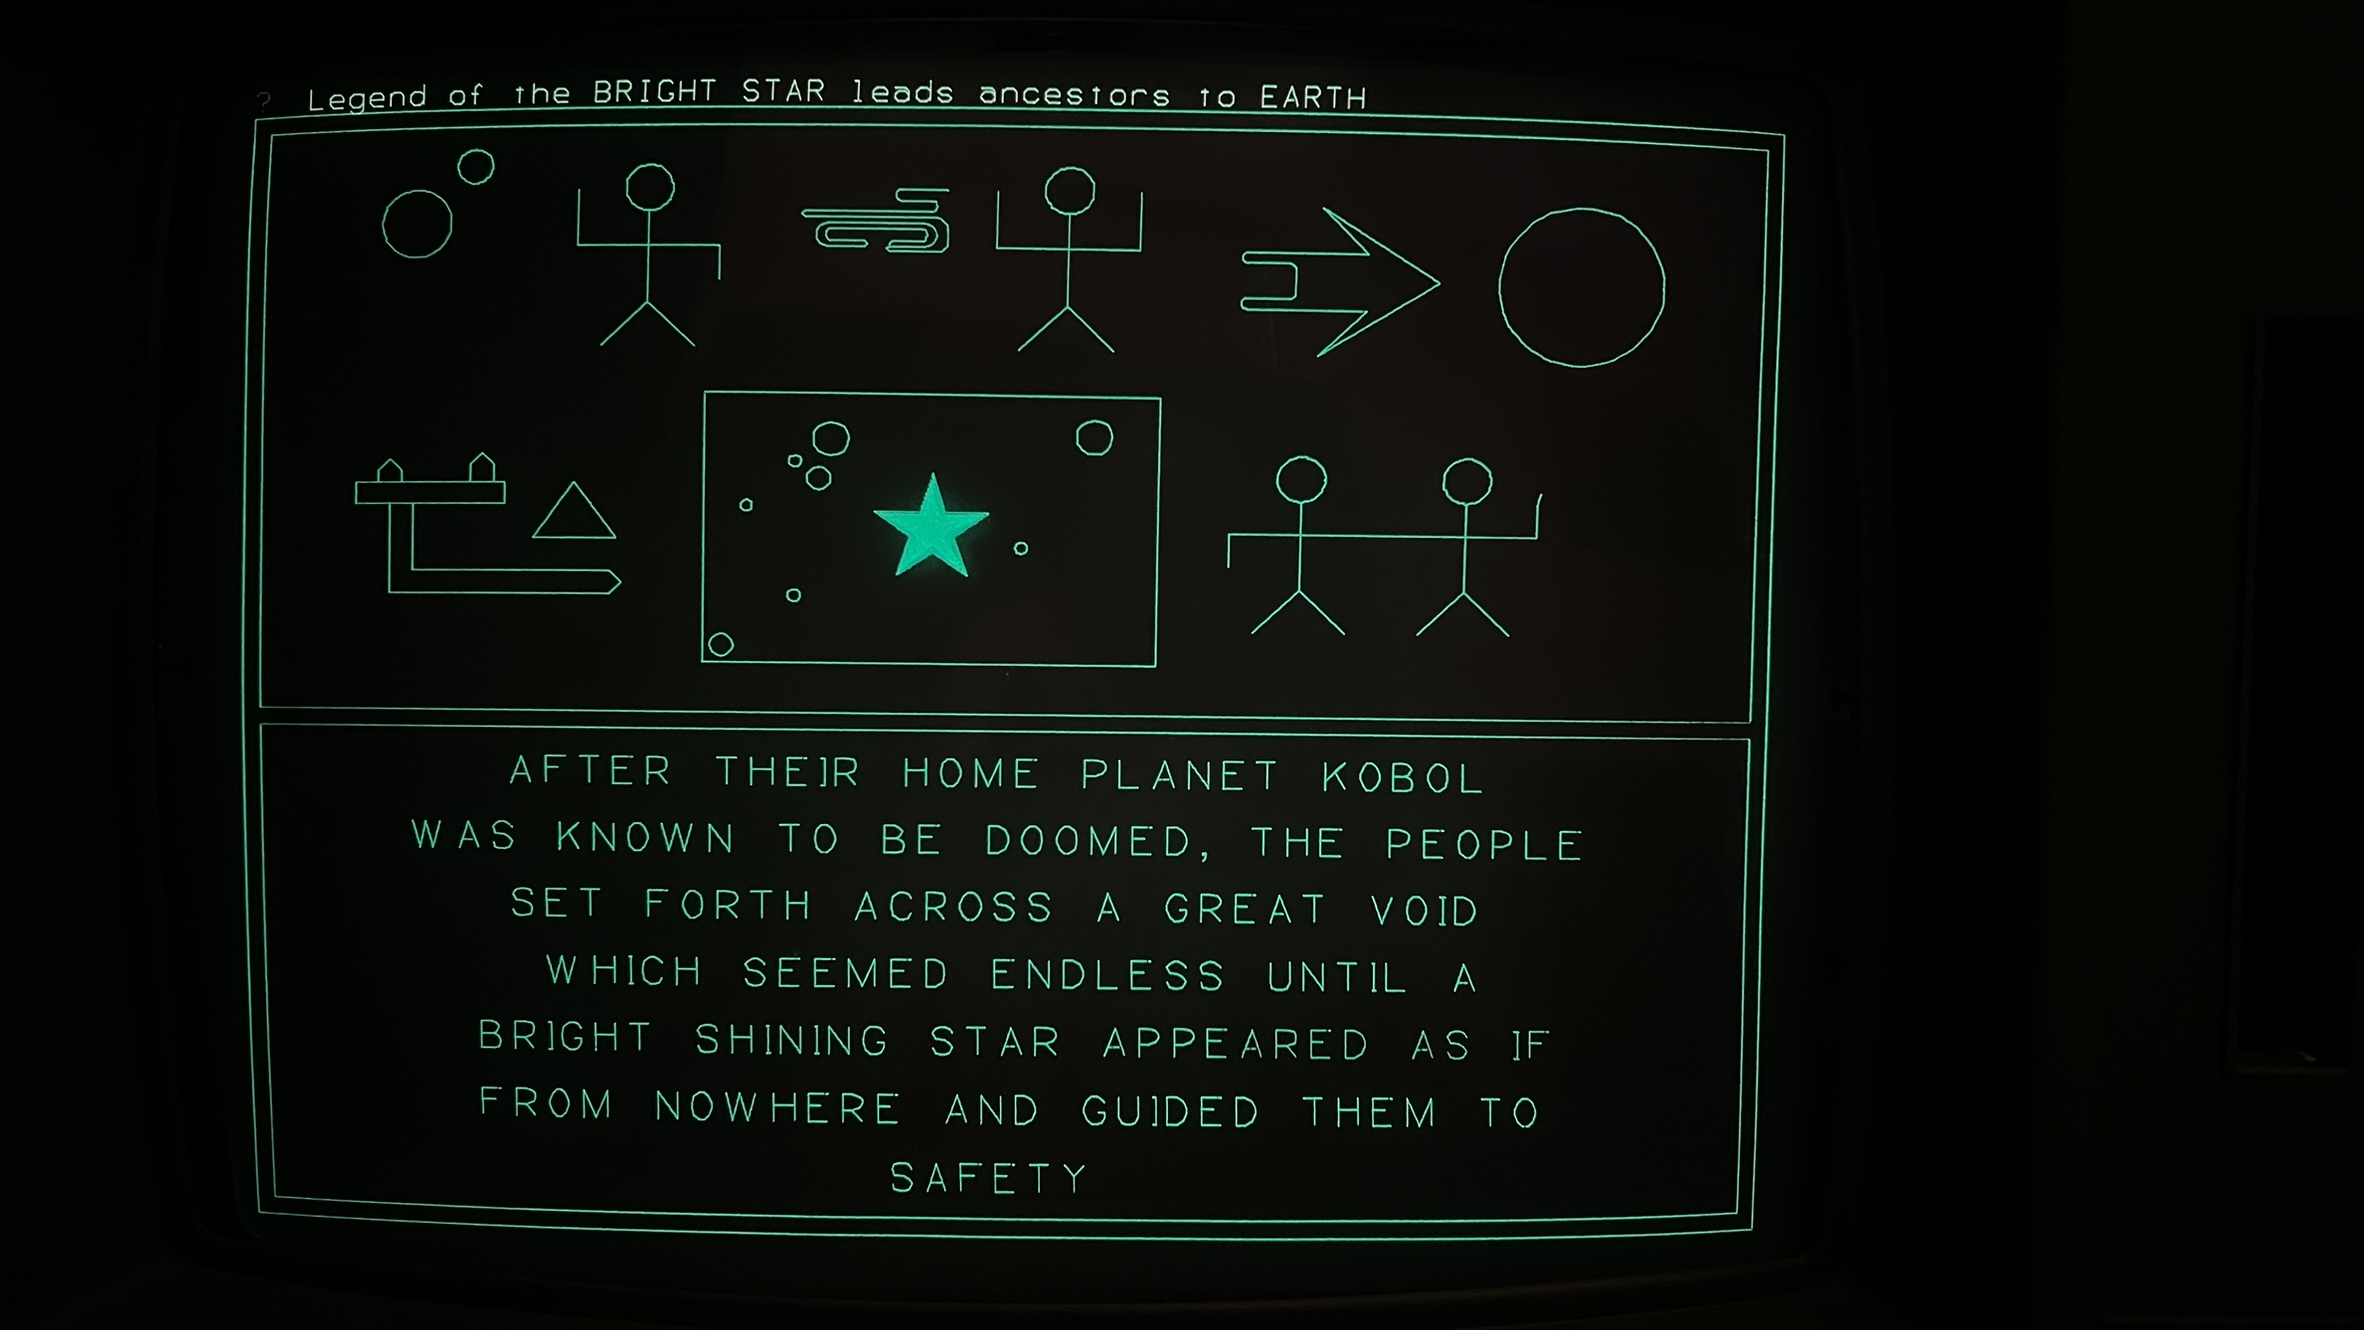 ? Legend of the BRIGHT STAR leads ancestors to EARTH
AFTER THEIR HOME PLANET KOBOL
WAS KNOWN TO BE DOOMED, THE PEOPLE
SET FORTH ACROSS A GREAT VOID
WHICH SEEMED ENDLESS UNTIL A
BRIGHT SHINING STAR APPEARED AS IF
FROM NOWHERE AND GUIDED THEM TO
SAFETY